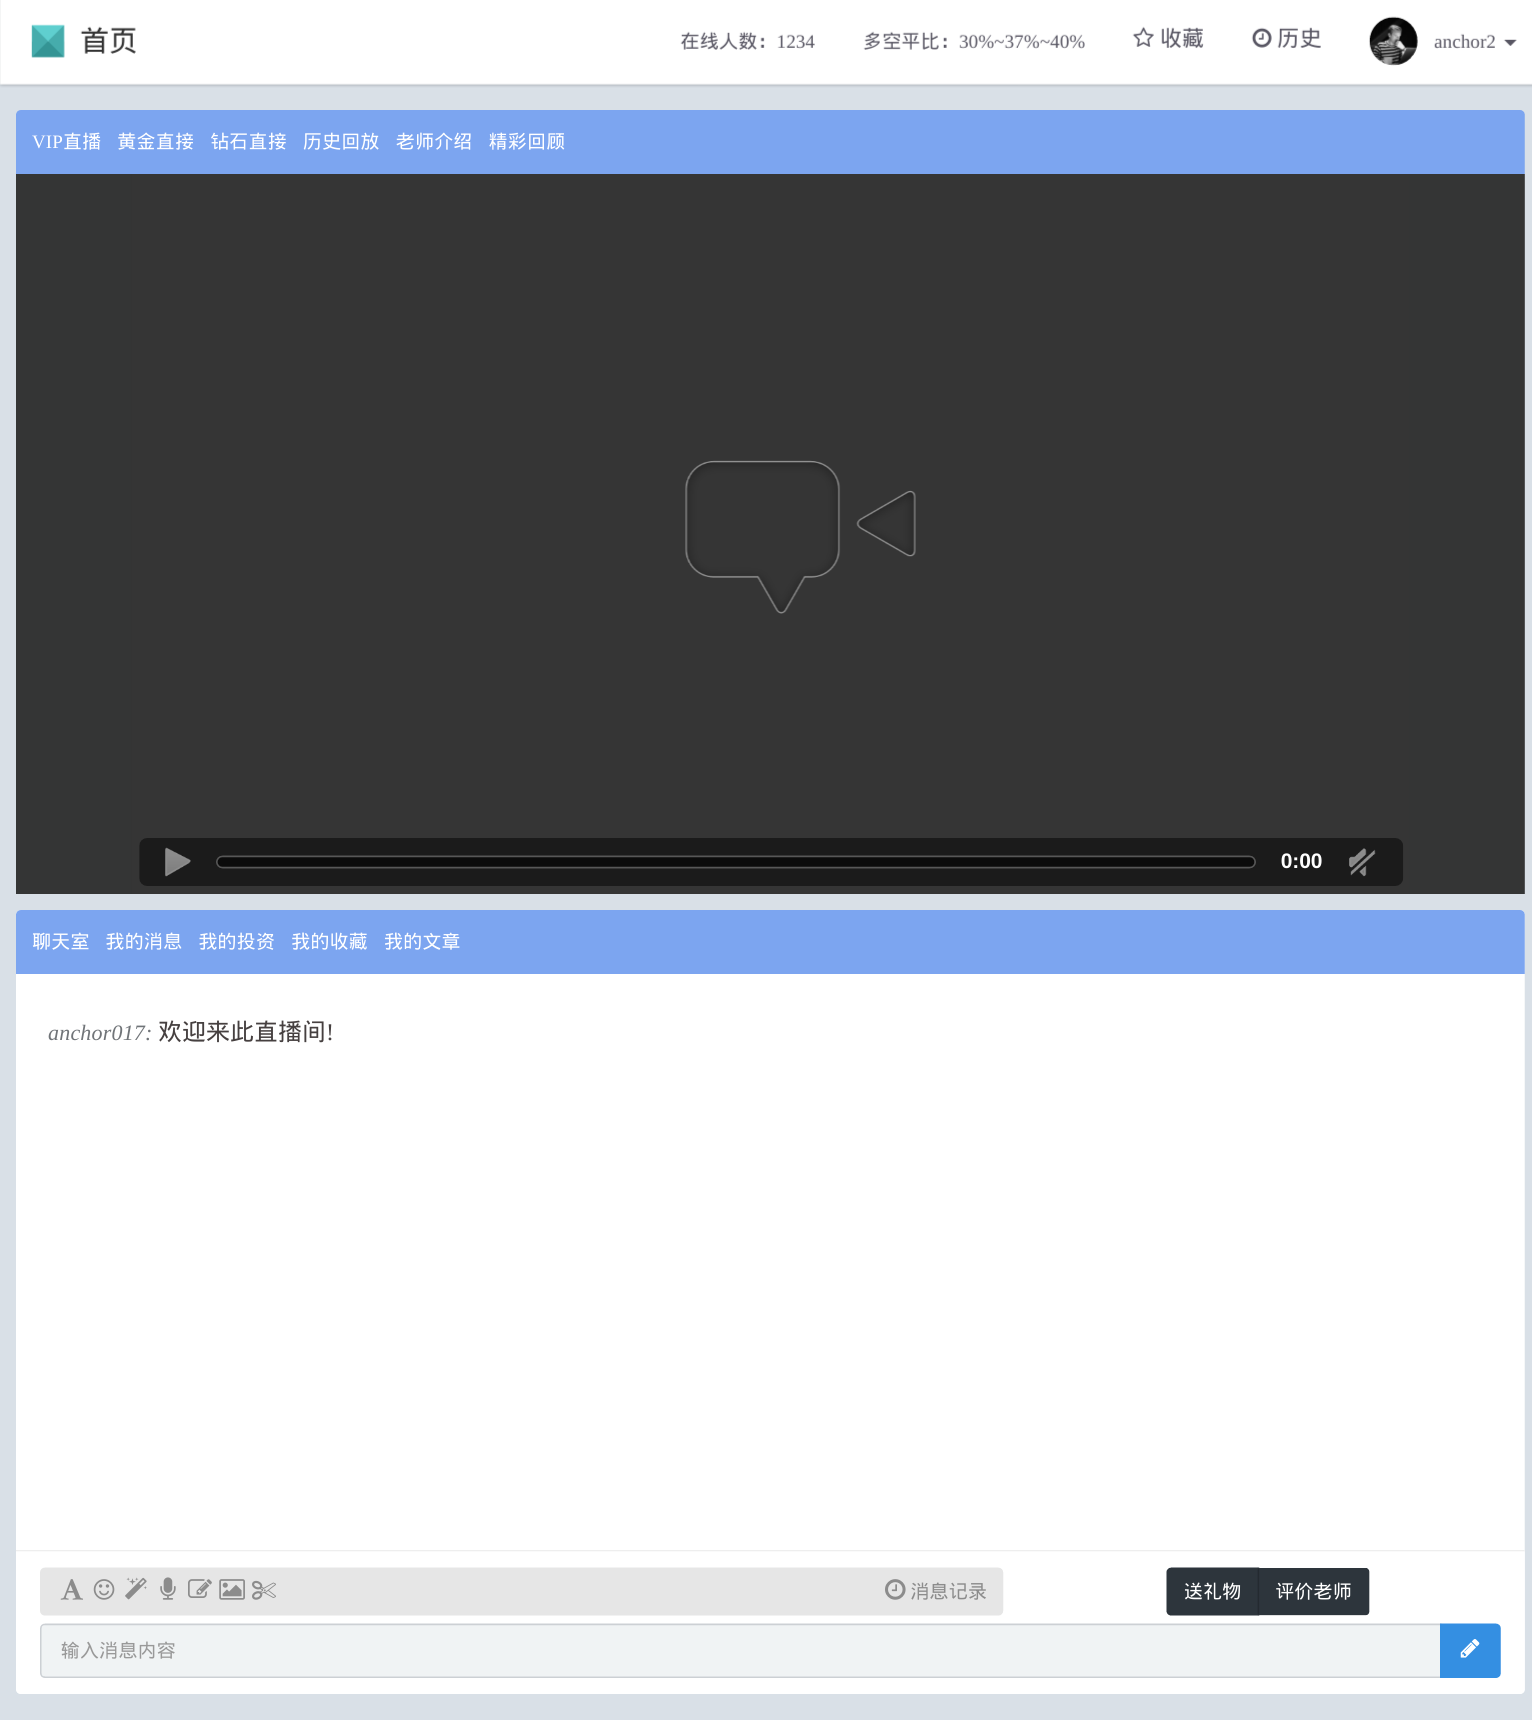 首页 在线人数：1234 多空平比：30%~37%~40% 收藏 历史 anchor2
VIP直播 黄金直接 钻石直接 历史回放 老师介绍 精彩回顾
0:00
聊天室 我的消息 我的投资 我的收藏 我的文章
anchor017: 欢迎来此直播间!
消息记录 送礼物 评价老师
输入消息内容